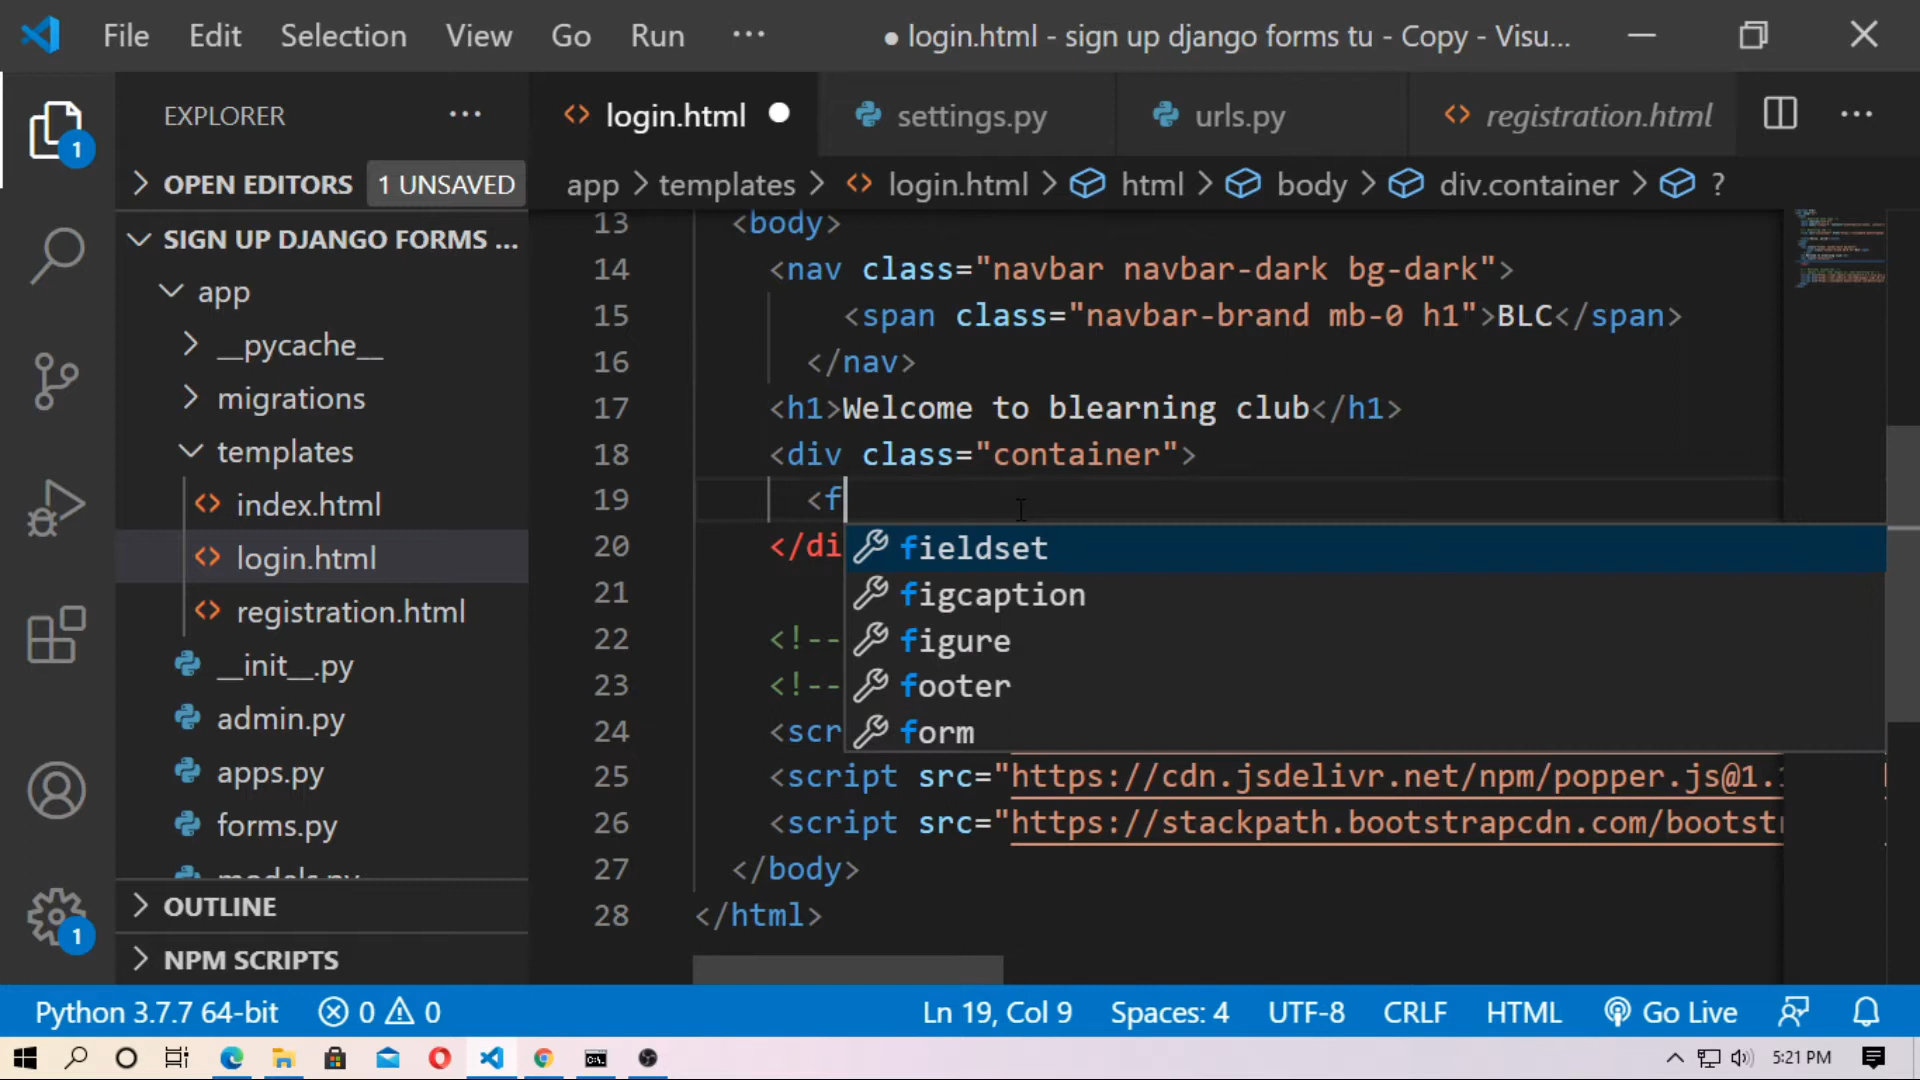 File Edit Selection View Go Run ··· ● login.html - sign up django forms tu - Copy - Visu...
EXPLORER ···
login.html ● settings.py urls.py registration.html ···
OPEN EDITORS 1 UNSAVED
app > templates > login.html > html > body > div.container > ?
SIGN UP DJANGO FORMS ...
app
__pycache__
migrations
templates
index.html
login.html
registration.html
__init__.py
admin.py
apps.py
forms.py
models.py
OUTLINE
NPM SCRIPTS
1
1
13 <body>
14 <nav class="navbar navbar-dark bg-dark">
15 <span class="navbar-brand mb-0 h1">BLC</span>
16 </nav>
17 <h1>Welcome to blearning club</h1>
18 <div class="container">
19 <f
20 </di
21
22 <!--
23 <!--
24 <scr
25 <script src="https://cdn.jsdelivr.net/npm/popper.js@1.
26 <script src="https://stackpath.bootstrapcdn.com/bootst
27 </body>
28 </html>
fieldset
figcaption
figure
footer
form
Python 3.7.7 64-bit 0 0 Ln 19, Col 9 Spaces: 4 UTF-8 CRLF HTML Go Live
5:21 PM